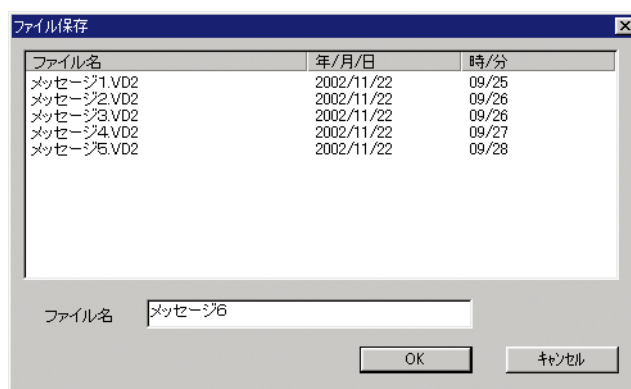 ファイル保存
ファイル名 年/月/日 時/分
メッセージ1.VD2 2002/11/22 09/25
メッセージ2.VD2 2002/11/22 09/26
メッセージ3.VD2 2002/11/22 09/26
メッセージ4.VD2 2002/11/22 09/27
メッセージ5.VD2 2002/11/22 09/28
ファイル名 メッセージ6
OK キャンセル